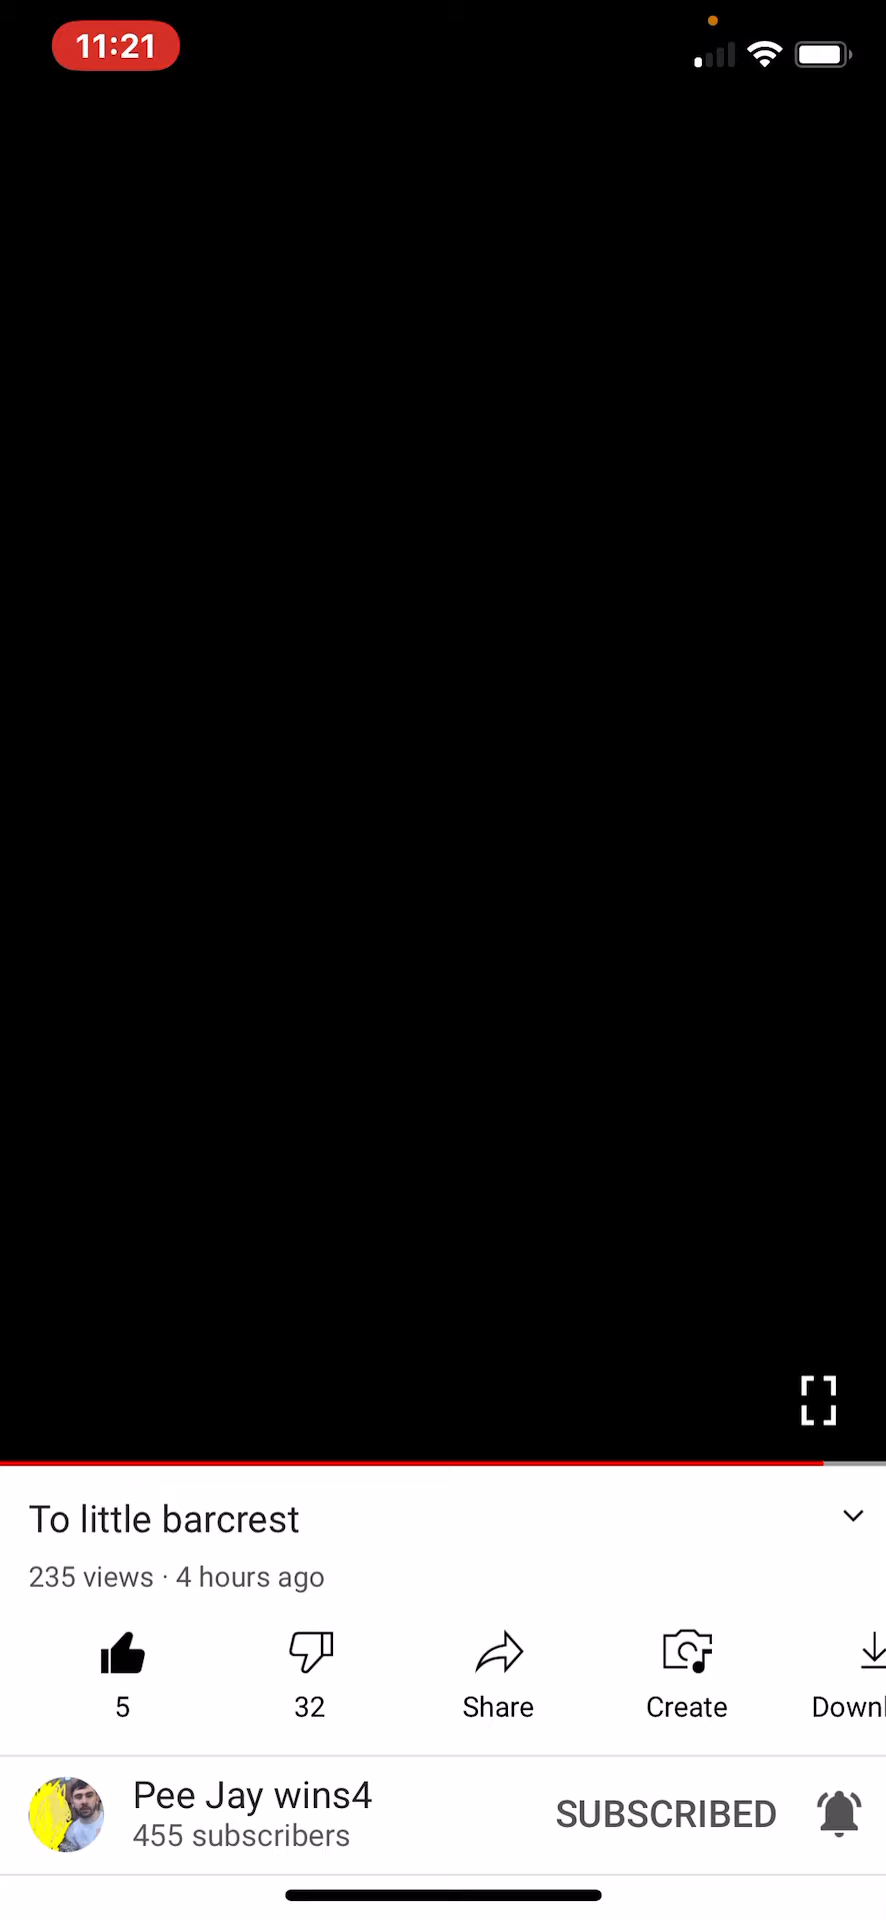 11:21
To little barcrest
235 views · 4 hours ago
5
32
Share
Create
Downl
Pee Jay wins4
455 subscribers
SUBSCRIBED